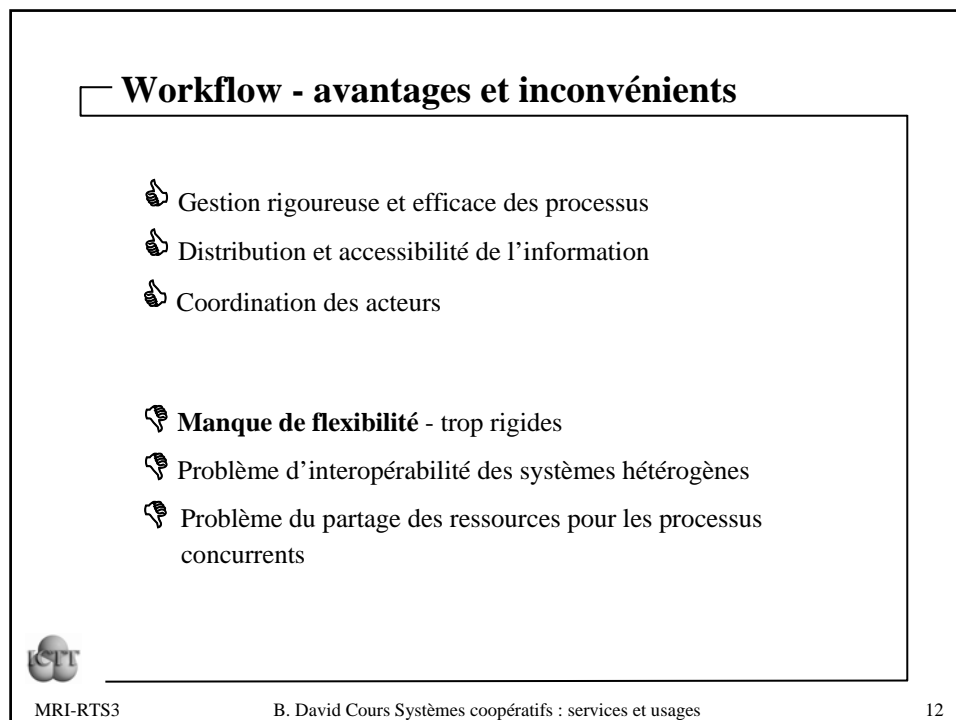 Workflow - avantages et inconvénients
Gestion rigoureuse et efficace des processus
Distribution et accessibilité de l’information
Coordination des acteurs
Manque de flexibilité - trop rigides
Problème d’interopérabilité des systèmes hétérogènes
Problème du partage des ressources pour les processus
concurrents
ICTT
MRI-RTS3 B. David Cours Systèmes coopératifs : services et usages 12